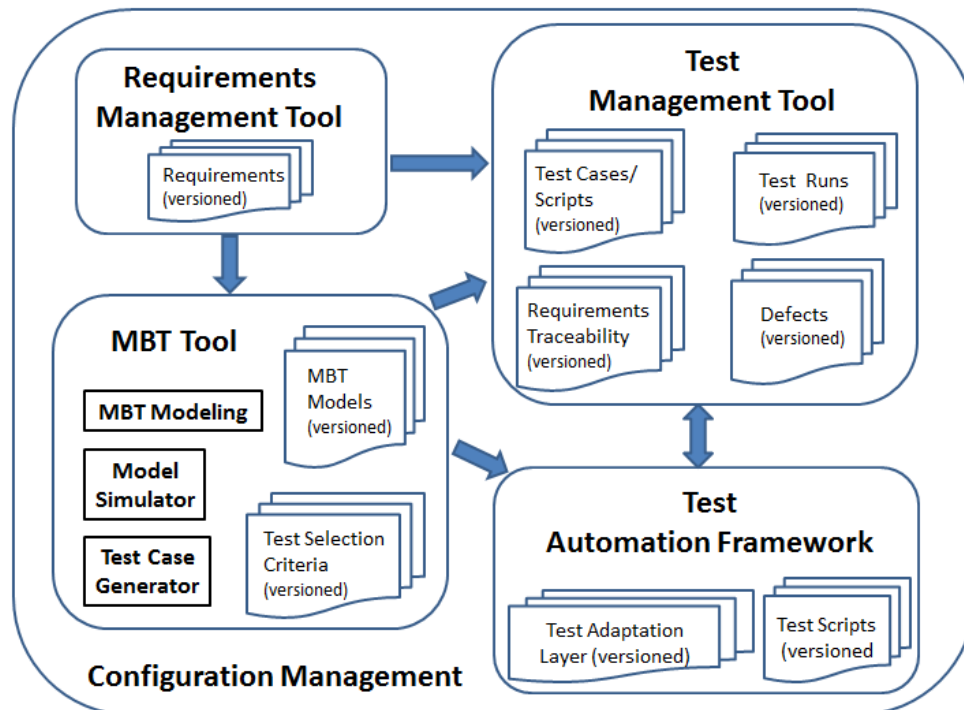 Requirements
Management Tool
Requirements
(versioned)
Test
Management Tool
Test Cases/
Scripts
(versioned)
Test Runs
(versioned)
Requirements
Traceability
(versioned)
Defects
(versioned)
MBT Tool
MBT Modeling
Model
Simulator
Test Case
Generator
MBT
Models
(versioned)
Test Selection
Criteria
(versioned)
Test
Automation Framework
Test Adaptation
Layer (versioned)
Test Scripts
(versioned
Configuration Management